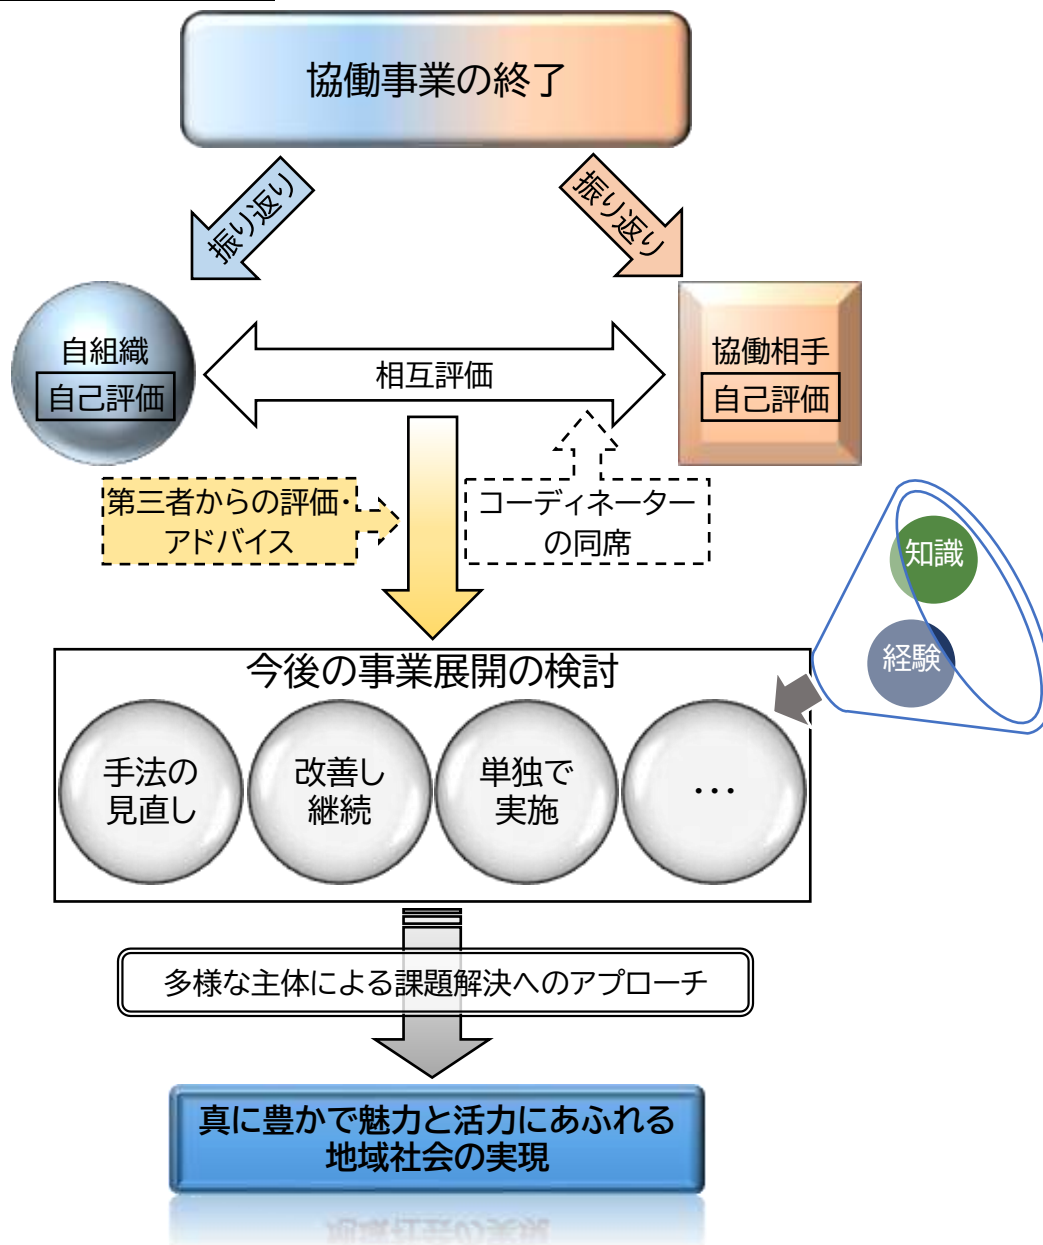 協働事業の終了
振り返り
振り返り
自組織
自己評価
相互評価
協働相手
自己評価
第三者からの評価・
アドバイス
コーディネーター
の同席
知識
経験
今後の事業展開の検討
手法の
見直し
改善し
継続
単独で
実施
…
多様な主体による課題解決へのアプローチ
真に豊かで魅力と活力にあふれる
地域社会の実現